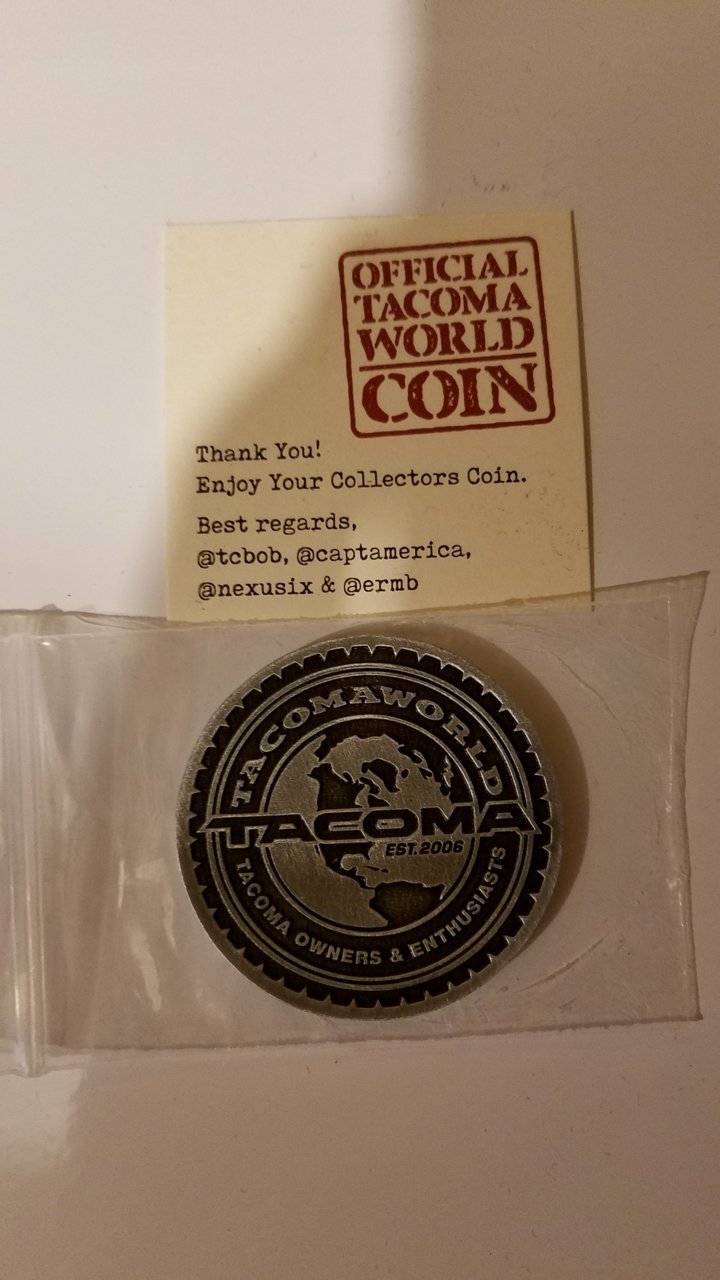 OFFICIAL
TACOMA
WORLD
COIN
Thank You!
Enjoy Your Collectors Coin.
Best regards,
@tcbob, @captamerica,
@nexusix & @ermb
TACOMAWORLD
TACOMA
EST.2006
TACOMA OWNERS & ENTHUSIASTS